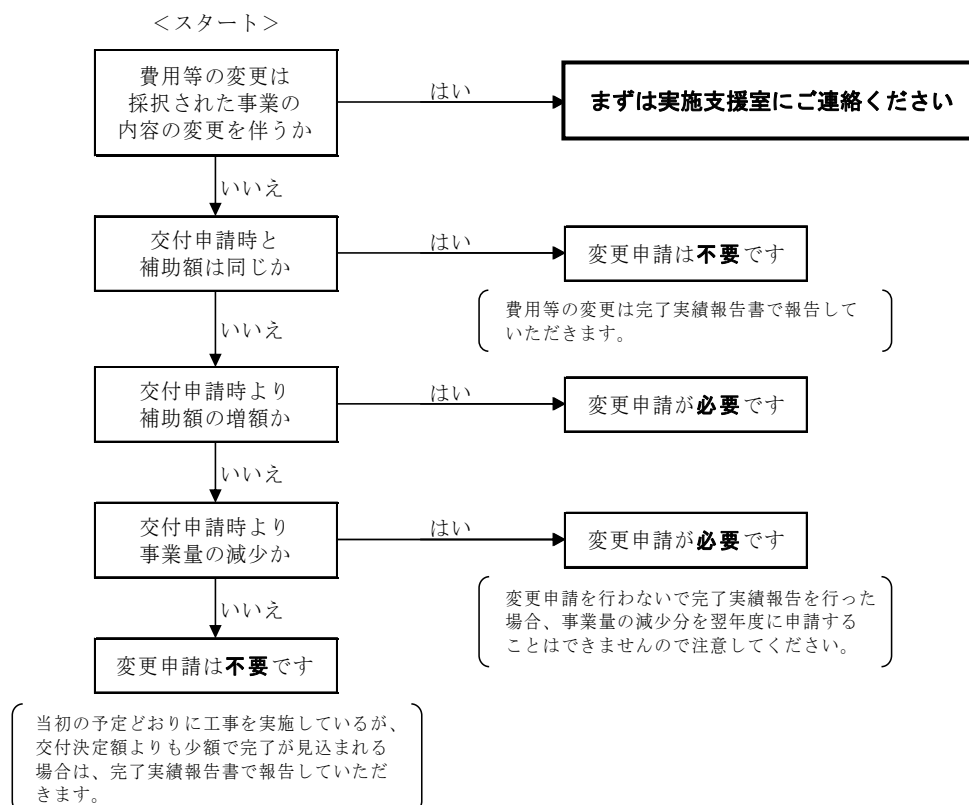 ＜スタート＞
費用等の変更は
採択された事業の
内容の変更を伴うか
はい
まずは実施支援室にご連絡ください
いいえ
交付申請時と
補助額は同じか
はい
変更申請は不要です
費用等の変更は完了実績報告書で報告して
いただきます。
いいえ
交付申請時より
補助額の増額か
はい
変更申請が必要です
いいえ
交付申請時より
事業量の減少か
はい
変更申請が必要です
変更申請を行わないで完了実績報告を行った
場合、事業量の減少分を翌年度に申請する
ことはできませんので注意してください。
いいえ
変更申請は不要です
当初の予定どおりに工事を実施しているが、
交付決定額よりも少額で完了が見込まれる
場合は、完了実績報告書で報告していただ
きます。